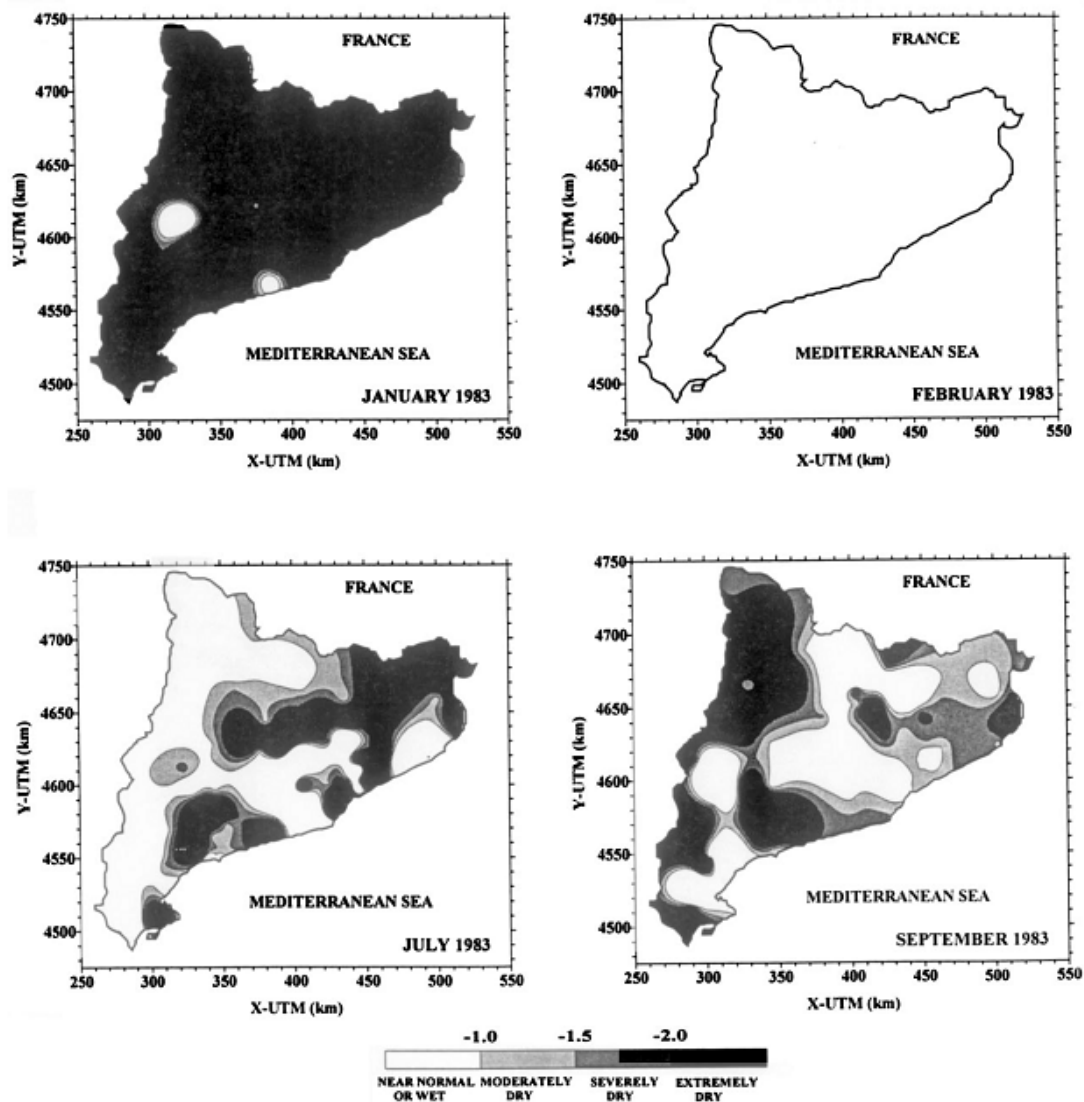 4750
4700
4650
4600
4550
4500
Y-UTM (km)
FRANCE
MEDITERRANEAN SEA
JANUARY 1983
250 300 350 400 450 500 550
X-UTM (km)
4750
4700
4650
4600
4550
4500
Y-UTM (km)
FRANCE
MEDITERRANEAN SEA
FEBRUARY 1983
250 300 350 400 450 500 550
X-UTM (km)
4750
4700
4650
4600
4550
4500
Y-UTM (km)
FRANCE
MEDITERRANEAN SEA
JULY 1983
250 300 350 400 450 500 550
X-UTM (km)
4750
4700
4650
4600
4550
4500
Y-UTM (km)
FRANCE
MEDITERRANEAN SEA
SEPTEMBER 1983
250 300 350 400 450 500 550
X-UTM (km)
-1.0 -1.5 -2.0
NEAR NORMAL MODERATELY SEVERELY EXTREMELY
OR WET DRY DRY DRY